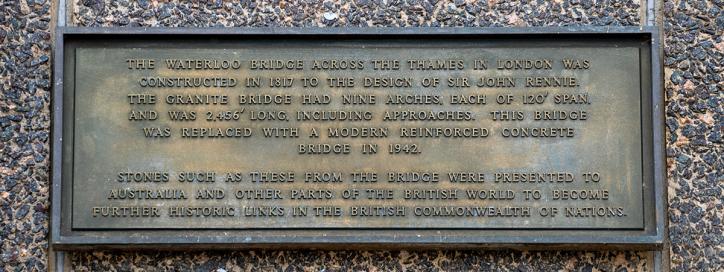 THE WATERLOO BRIDGE ACROSS THE THAMES IN LONDON WAS
CONSTRUCTED IN 1817 TO THE DESIGN OF SIR JOHN RENNIE.
THE GRANITE BRIDGE HAD NINE ARCHES, EACH OF 120' SPAN,
AND WAS 2,456' LONG, INCLUDING APPROACHES. THIS BRIDGE
WAS REPLACED WITH A MODERN REINFORCED CONCRETE
BRIDGE IN 1942.
STONES SUCH AS THESE FROM THE BRIDGE WERE PRESENTED TO
AUSTRALIA AND OTHER PARTS OF THE BRITISH WORLD TO BECOME
FURTHER HISTORIC LINKS IN THE BRITISH COMMONWEALTH OF NATIONS.